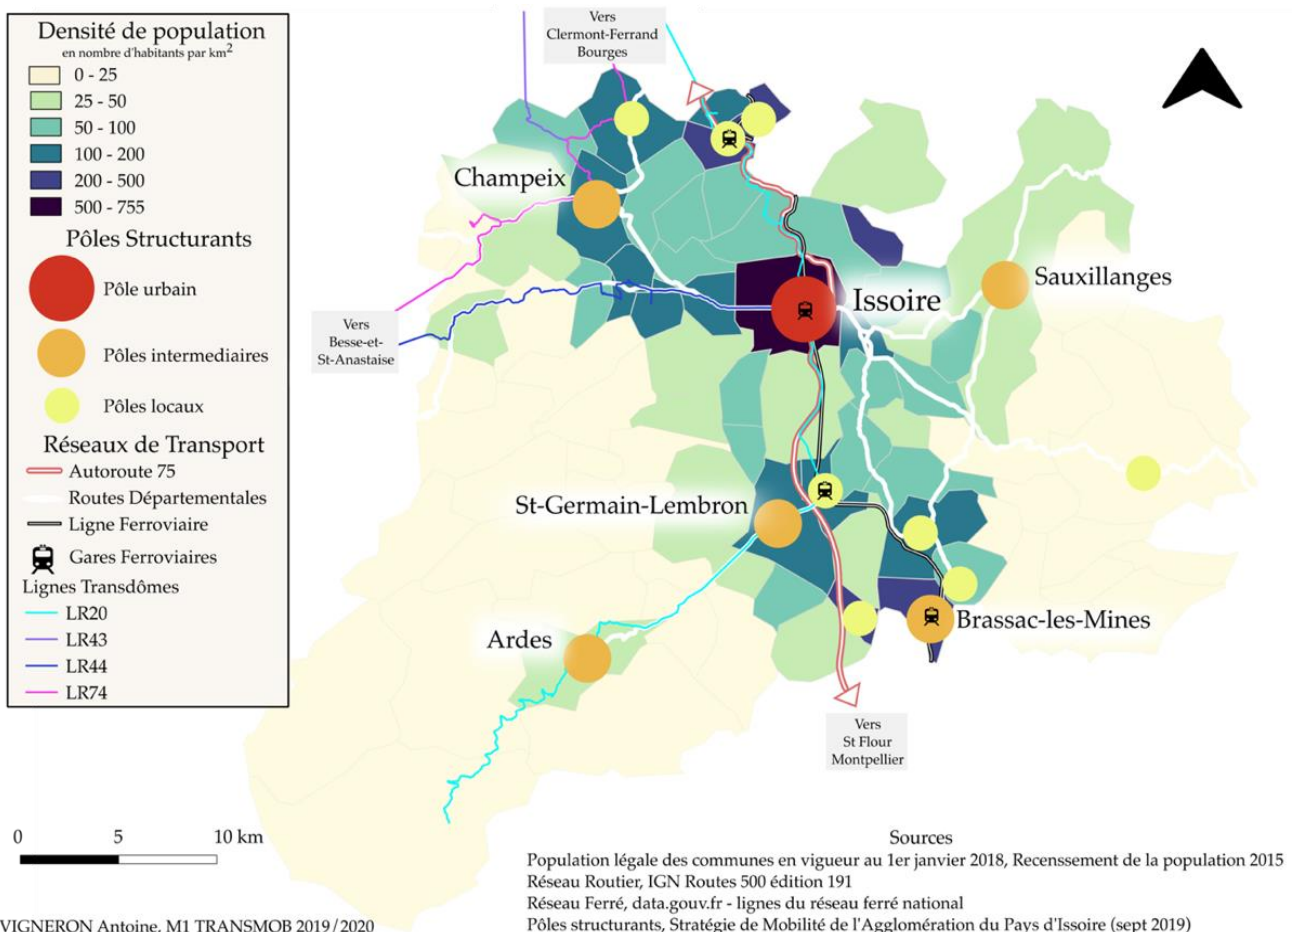 Densité de population
en nombre d'habitants par km2
0 - 25
25 - 50
50 - 100
100 - 200
200 - 500
500 - 755
Pôles Structurants
Pôle urbain
Pôles intermediaires
Pôles locaux
Réseaux de Transport
Autoroute 75
Routes Départementales
Ligne Ferroviaire
Gares Ferroviaires
Lignes Transdômes
LR20
LR43
LR44
LR74
Vers
Clermont-Ferrand
Bourges
Champeix
Sauxillanges
Issoire
Vers
Besse-et-
St-Anastaise
St-Germain-Lembron
Brassac-les-Mines
Ardes
Vers
St Flour
Montpellier
0 5 10 km
Sources
Population légale des communes en vigueur au 1er janvier 2018, Recenssement de la population 2015
Réseau Routier, IGN Routes 500 édition 191
Réseau Ferré, data.gouv.fr - lignes du réseau ferré national
Pôles structurants, Stratégie de Mobilité de l'Agglomération du Pays d'Issoire (sept 2019)
VIGNERON Antoine, M1 TRANSMOB 2019/2020